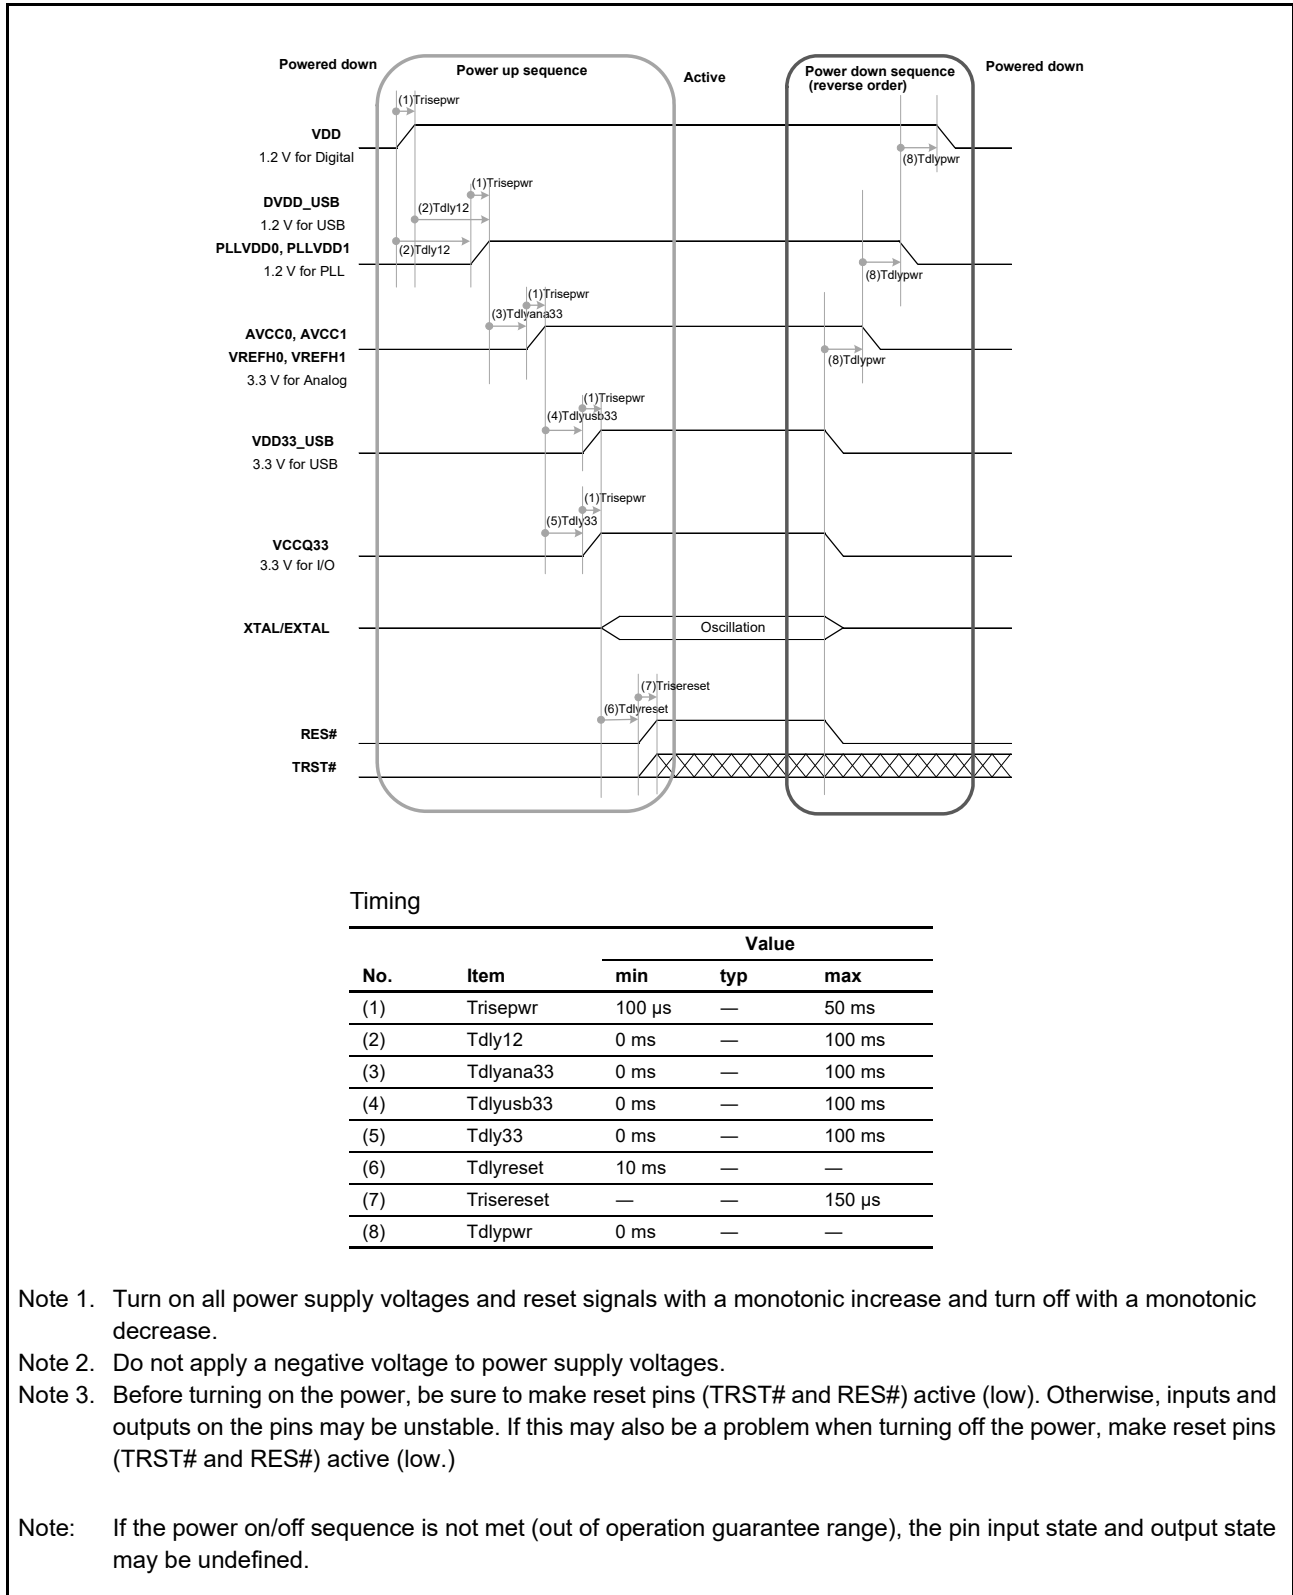 Powered down
Power up sequence
Active
Power down sequence
(reverse order)
Powered down
(1)Trisepwr
VDD
1.2 V for Digital
(8)Tdlypwr
(1)Trisepwr
DVDD_USB
(2)Tdly12
1.2 V for USB
PLLVDD0, PLLVDD1
(2)Tdly12
1.2 V for PLL
(8)Tdlypwr
(1)Trisepwr
(3)Tdlyana33
AVCC0, AVCC1
VREFH0, VREFH1
(8)Tdlypwr
3.3 V for Analog
(1)Trisepwr
(4)Tdlyusb33
VDD33_USB
3.3 V for USB
(1)Trisepwr
(5)Tdly33
VCCQ33
3.3 V for I/O
XTAL/EXTAL
Oscillation
(7)Trisereset
(6)Tdlyreset
RES#
TRST#
Timing
Value
No. Item min typ max
(1) Trisepwr 100 µs — 50 ms
(2) Tdly12 0 ms — 100 ms
(3) Tdlyana33 0 ms — 100 ms
(4) Tdlyusb33 0 ms — 100 ms
(5) Tdly33 0 ms — 100 ms
(6) Tdlyreset 10 ms — —
(7) Trisereset — — 150 µs
(8) Tdlypwr 0 ms — —
Note 1. Turn on all power supply voltages and reset signals with a monotonic increase and turn off with a monotonic
decrease.
Note 2. Do not apply a negative voltage to power supply voltages.
Note 3. Before turning on the power, be sure to make reset pins (TRST# and RES#) active (low). Otherwise, inputs and
outputs on the pins may be unstable. If this may also be a problem when turning off the power, make reset pins
(TRST# and RES#) active (low.)
Note: If the power on/off sequence is not met (out of operation guarantee range), the pin input state and output state
may be undefined.